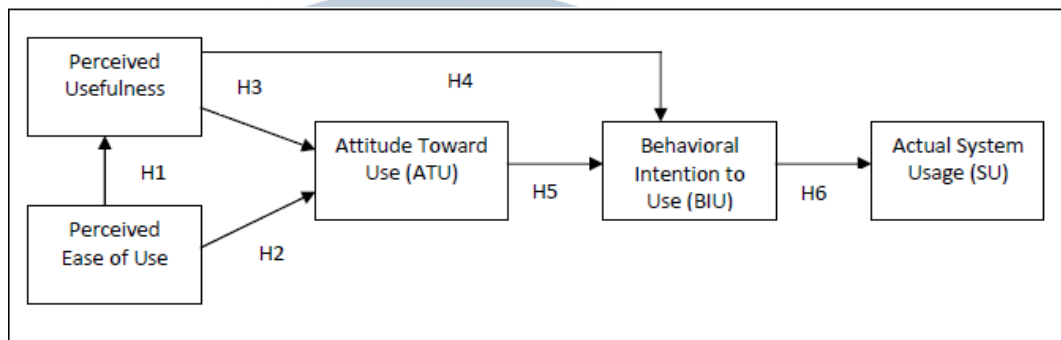 Perceived
Usefulness
H3
H4
Attitude Toward
Use (ATU)
Behavioral
Intention to
Use (BIU)
Actual System
Usage (SU)
H1
H5
H6
Perceived
Ease of Use
H2